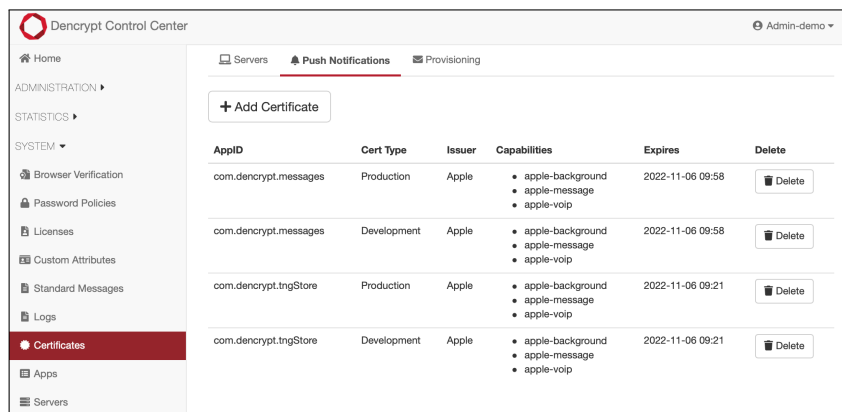 Dencrypt Control Center
Admin-demo
Home
ADMINISTRATION
STATISTICS
SYSTEM
Browser Verification
Password Policies
Licenses
Custom Attributes
Standard Messages
Logs
Certificates
Apps
Servers
Servers Push Notifications Provisioning
+ Add Certificate
AppID Cert Type Issuer Capabilities Expires Delete
com.dencrypt.messages Production Apple • apple-background 2022-11-06 09:58 Delete
• apple-message
• apple-voip
com.dencrypt.messages Development Apple • apple-background 2022-11-06 09:58 Delete
• apple-message
• apple-voip
com.dencrypt.tngStore Production Apple • apple-background 2022-11-06 09:21 Delete
• apple-message
• apple-voip
com.dencrypt.tngStore Development Apple • apple-background 2022-11-06 09:21 Delete
• apple-message
• apple-voip